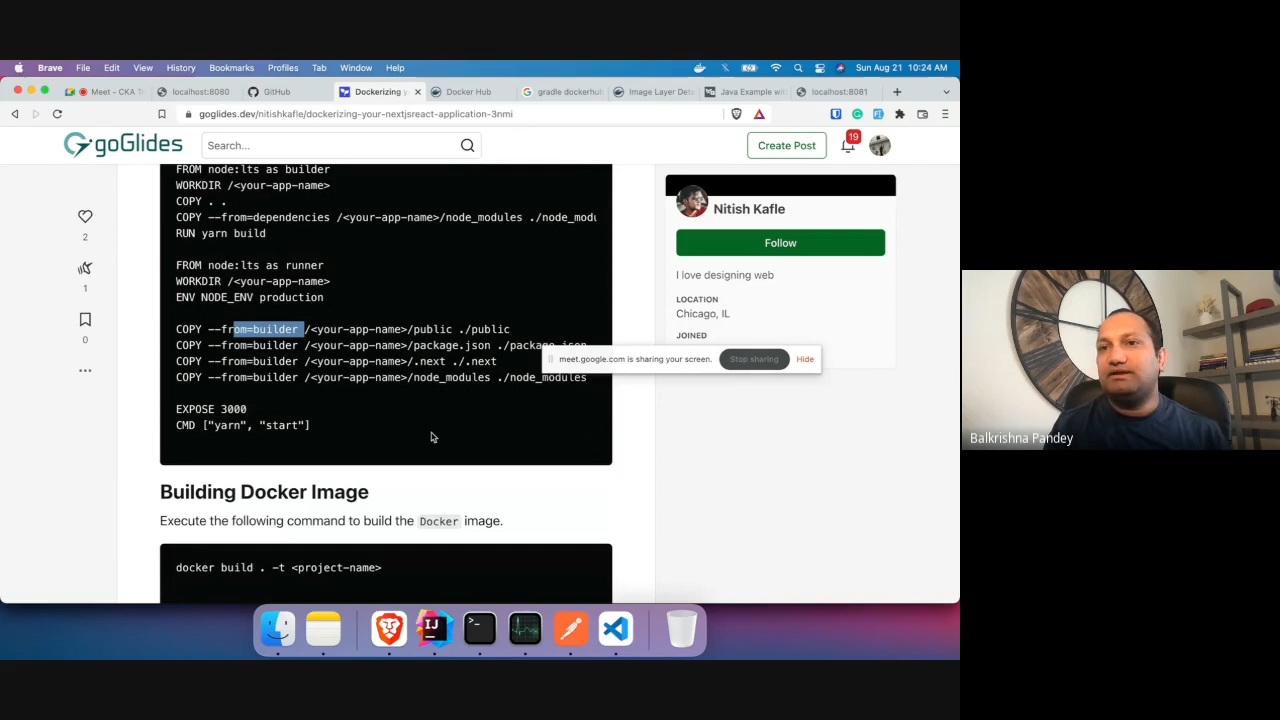 Brave File Edit View History Bookmarks Profiles Tab Window Help Sun Aug 21 10:24 AM
Meet - CKA localhost:8080 GitHub Dockerizing Docker Hub gradle dockerhub Image Layer Det Java Example with localhost:8081
goglides.dev/nitishkafle/dockerizing-your-nextjsreact-application-3nmi
goGlides Search... Create Post 19
FROM node:lts as builder
WORKDIR /<your-app-name>
COPY . .
COPY --from=dependencies /<your-app-name>/node_modules ./node_modu
RUN yarn build
FROM node:lts as runner
WORKDIR /<your-app-name>
ENV NODE_ENV production
COPY --from=builder /<your-app-name>/public ./public
COPY --from=builder /<your-app-name>/package.json ./package.json
COPY --from=builder /<your-app-name>/.next ./.next
COPY --from=builder /<your-app-name>/node_modules ./node_modules
EXPOSE 3000
CMD ["yarn", "start"]
2
1
0
Building Docker Image
Execute the following command to build the Docker image.
docker build . -t <project-name>
Nitish Kafle
Follow
I love designing web
LOCATION
Chicago, IL
JOINED
meet.google.com is sharing your screen. Stop sharing Hide
Balkrishna Pandey